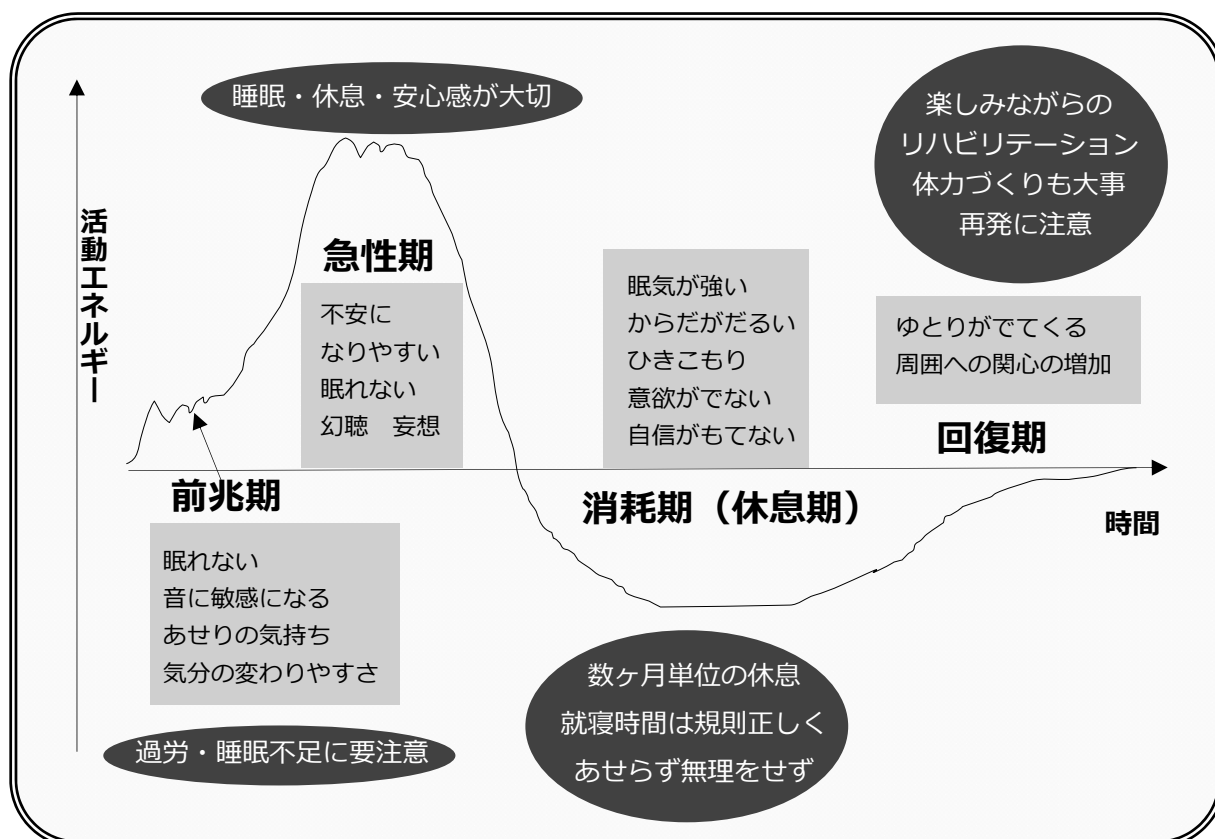 睡眠・休息・安心感が大切
楽しみながらの
リハビリテーション
体力づくりも大事
再発に注意
活動エネルギー
急性期
不安に
なりやすい
眠れない
幻聴　妄想
眠気が強い
からだがだるい
ひきこもり
意欲がでない
自信がもてない
ゆとりがでてくる
周囲への関心の増加
回復期
前兆期
消耗期（休息期）
時間
眠れない
音に敏感になる
あせりの気持ち
気分の変わりやすさ
過労・睡眠不足に要注意
数ヶ月単位の休息
就寝時間は規則正しく
あせらず無理をせず